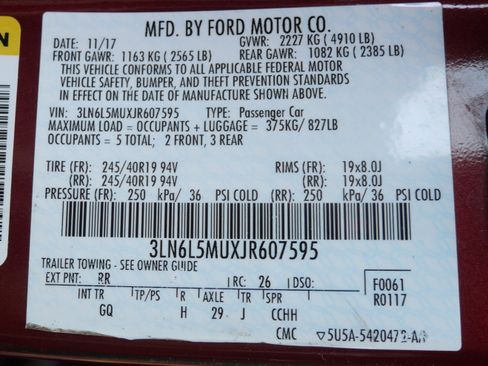 MFD. BY FORD MOTOR CO.
DATE: 11/17 GVWR: 2227 KG ( 4910 LB)
FRONT GAWR: 1163 KG ( 2565 LB) REAR GAWR: 1082 KG ( 2385 LB)
THIS VEHICLE CONFORMS TO ALL APPLICABLE FEDERAL MOTOR
VEHICLE SAFETY, BUMPER, AND THEFT PREVENTION STANDARDS
IN EFFECT ON THE DATE OF MANUFACTURE SHOWN ABOVE.
VIN: 3LN6L5MUXJR607595 TYPE: Passenger Car
MAXIMUM LOAD = OCCUPANTS + LUGGAGE = 375KG/ 827LB
OCCUPANTS = 5 TOTAL; 2 FRONT, 3 REAR
TIRE (FR): 245/40R19 94V RIMS (FR): 19x8.0J
(RR): 245/40R19 94V (RR): 19x8.0J
PRESSURE (FR): 250 kPa/ 36 PSI COLD (RR): 250 kPa/ 36 PSI COLD
3LN6L5MUXJR607595
TRAILER TOWING - SEE OWNER GUIDE
EXT PNT: RR RC: 26 DSO: F0061
INT TR TP/PS R AXLE TR SPR R0117
GQ H 29 J CCHH
CMC